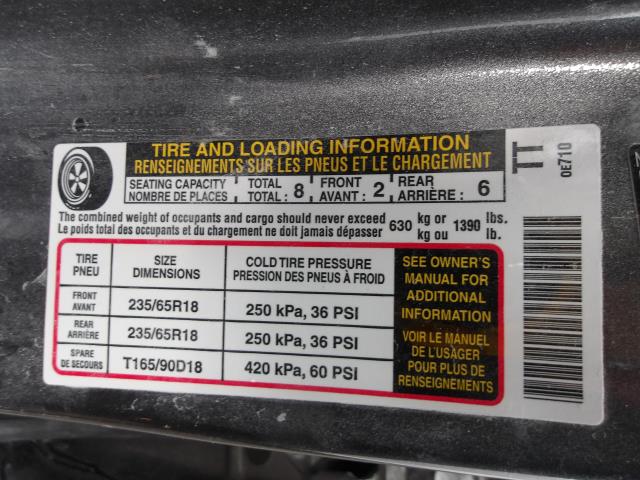 TIRE AND LOADING INFORMATION
RENSEIGNEMENTS SUR LES PNEUS ET LE CHARGEMENT
SEATING CAPACITY TOTAL FRONT REAR
NOMBRE DE PLACES TOTAL : 8 AVANT : 2 ARRIÈRE : 6
The combined weight of occupants and cargo should never exceed 630 kg or 1390 lbs.
Le poids total des occupants et du chargement ne doit jamais dépasser kg ou lb.
TIRE SIZE COLD TIRE PRESSURE
PNEU DIMENSIONS PRESSION DES PNEUS À FROID
FRONT
AVANT 235/65R18 250 kPa, 36 PSI
REAR
ARRIÈRE 235/65R18 250 kPa, 36 PSI
SPARE
DE SECOURS T165/90D18 420 kPa, 60 PSI
SEE OWNER'S
MANUAL FOR
ADDITIONAL
INFORMATION
VOIR LE MANUEL
DE L'USAGER
POUR PLUS DE
RENSEIGNEMENTS
TT
0E710